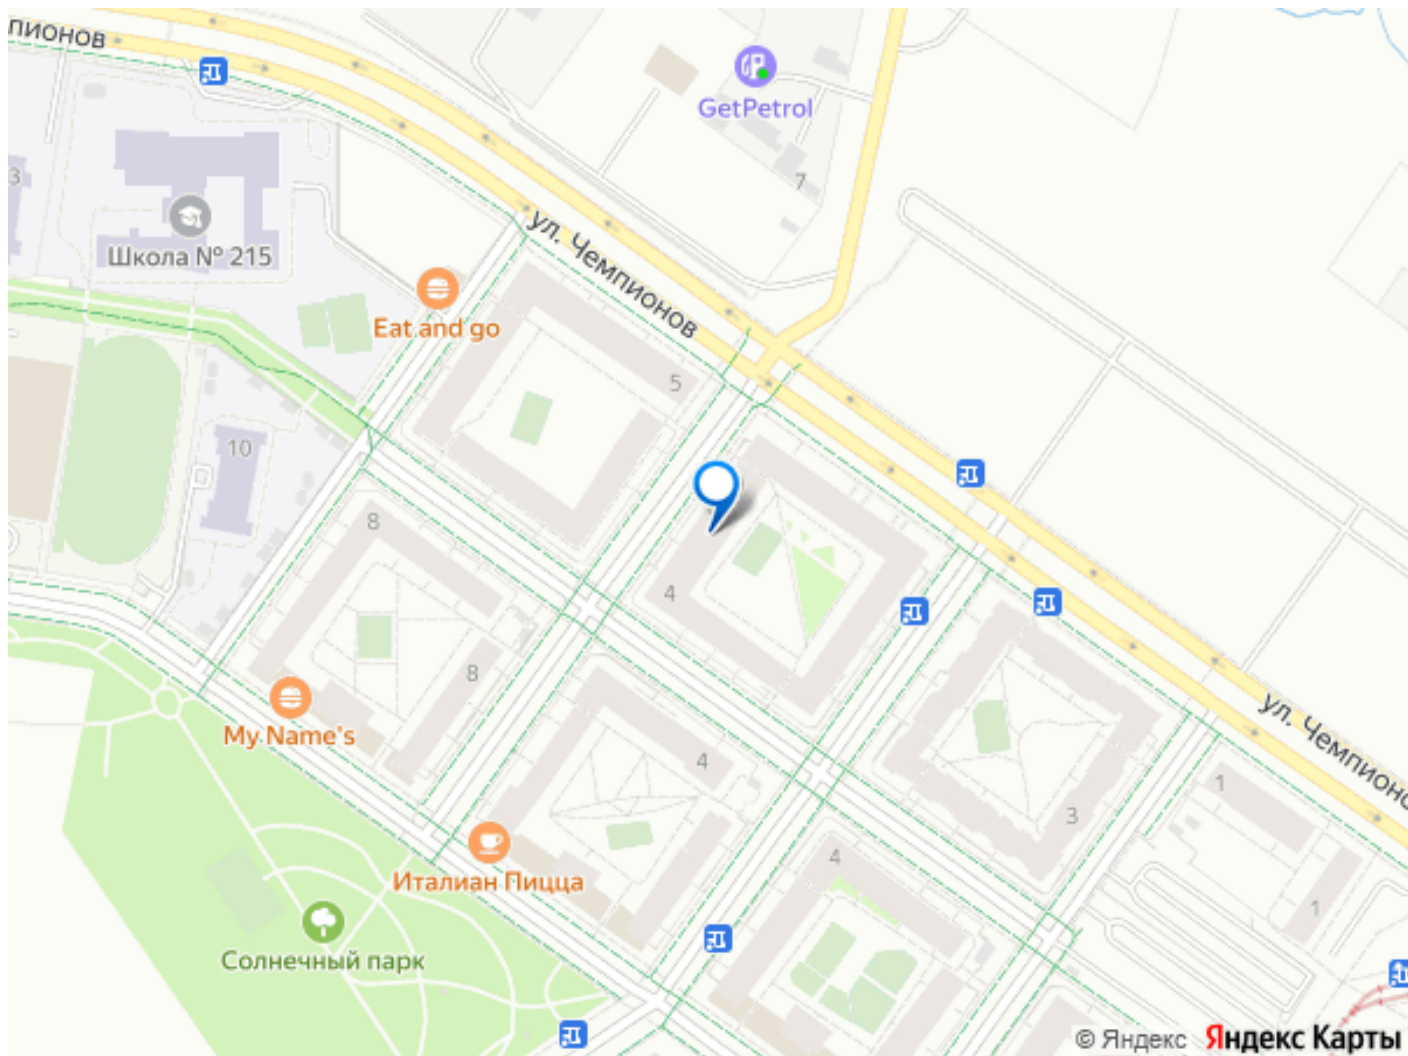 пионов
GetPetrol
7
3
Школа № 215
ул. Чемпионов
Eat and go
5
10
8
4
8
My Name's
ул. Чемпионо
4
1
3
4
Италиан Пицца
1
Солнечный парк
© Яндекс Яндекс Карты